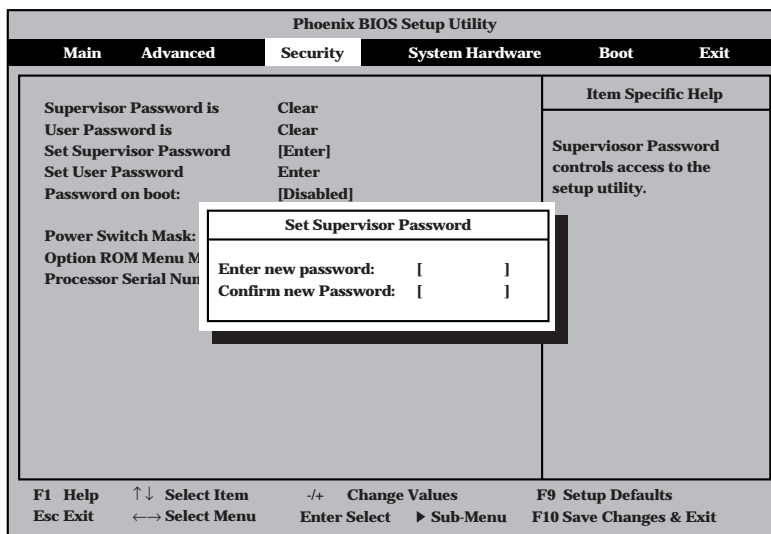 Phoenix BIOS Setup Utility
Main Advanced Security System Hardware Boot Exit
Supervisor Password is Clear
User Password is Clear
Set Supervisor Password [Enter]
Set User Password Enter
Password on boot: [Disabled]
Power Switch Mask:
Option ROM Menu
Processor Serial
Set Supervisor Password
Enter new password: [ ]
Confirm new Password: [ ]
Item Specific Help
Superviosor Password
controls access to the
setup utility.
F1 Help ↑↓ Select Item -/+ Change Values F9 Setup Defaults
Esc Exit ←→ Select Menu Enter Select ▶ Sub-Menu F10 Save Changes & Exit